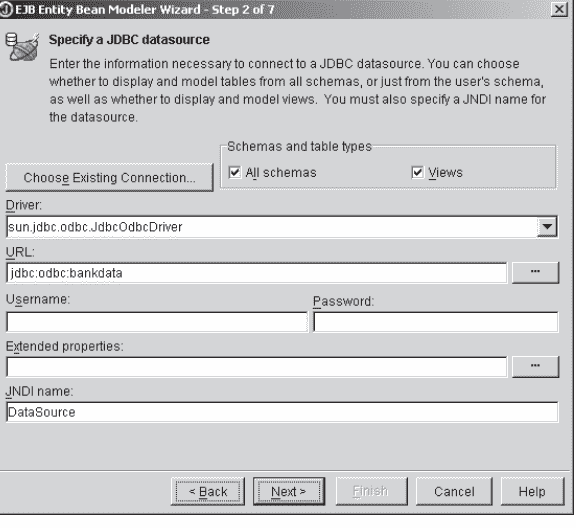 EJB Entity Bean Modeler Wizard - Step 2 of 7
Specify a JDBC datasource
Enter the information necessary to connect to a JDBC datasource. You can choose
whether to display and model tables from all schemas, or just from the user's schema,
as well as whether to display and model views. You must also specify a JNDI name for
the datasource.
Schemas and table types
Choose Existing Connection...
All schemas
Views
Driver:
sun.jdbc.odbc.JdbcOdbcDriver
URL:
jdbc:odbc:bankdata
...
Username:
Password:
Extended properties:
...
JNDI name:
DataSource
< Back
Next >
Finish
Cancel
Help